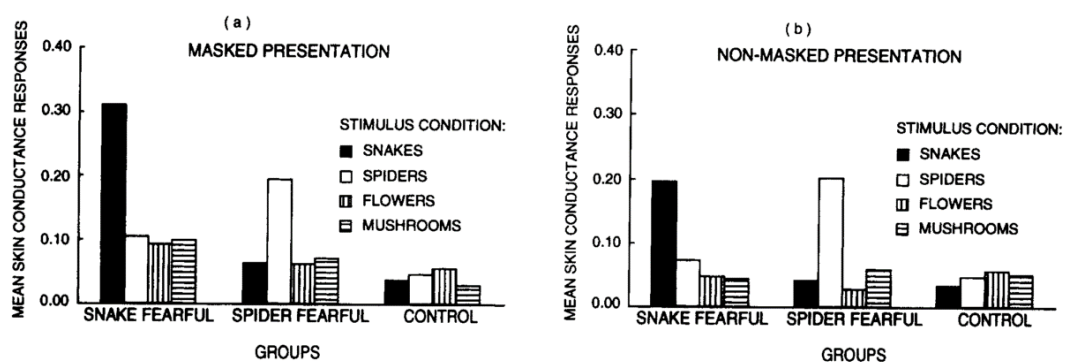 ( a )
MASKED PRESENTATION
MEAN SKIN CONDUCTANCE RESPONSES
0.40
0.30
0.20
0.10
0.00
STIMULUS CONDITION:
SNAKES
SPIDERS
FLOWERS
MUSHROOMS
SNAKE FEARFUL SPIDER FEARFUL CONTROL
GROUPS
( b )
NON-MASKED PRESENTATION
MEAN SKIN CONDUCTANCE RESPONSES
0.40
0.30
0.20
0.10
0.00
STIMULUS CONDITION:
SNAKES
SPIDERS
FLOWERS
MUSHROOMS
SNAKE FEARFUL SPIDER FEARFUL CONTROL
GROUPS